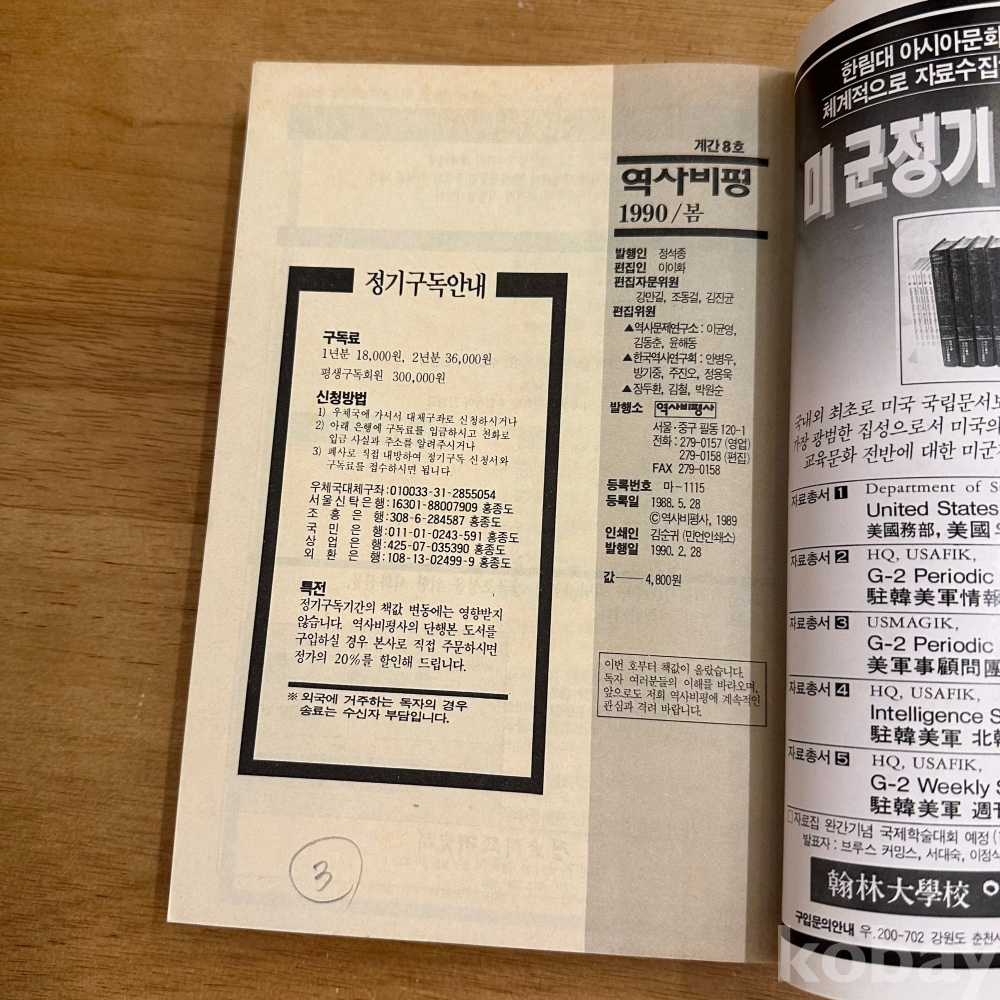 정기구독안내
구독료
1년분 18,000원, 2년분 36,000원
평생구독회원 300,000원
신청방법
1) 우체국에 가서서 대체구좌로 신청하시거나
2) 아래 은행에 구독료를 입금하시고 전화로
입금 사실과 주소를 알려주시거나
3) 폐사로 직접 내방하여 정기구독 신청서와
구독료를 접수하시면 됩니다.
우체국대체구좌:010033-31-2855054
서울신탁은행:16301-88007909 홍종도
조흥은행:308-6-284587 홍종도
국민은행:011-01-0243-591 홍종도
상업은행:425-07-035390 홍종도
외환은행:108-13-02499-9 홍종도
특전
정기구독기간의 책값 변동에는 영향받지
않습니다. 역사비평사의 단행본 도서를
구입하실 경우 본사로 직접 주문하시면
정가의 20%를 할인해 드립니다.
※ 외국에 거주하는 독자의 경우
송료는 수신자 부담입니다.
3
계간 8호
역사비평
1990/봄
발행인 정석종
편집인 이이화
편집자문위원
강만길, 조동걸, 김진균
편집위원
▲역사문제연구소 : 이균영,
김동춘, 윤해동
▲한국역사연구회 : 안병우,
방기중, 주진오, 정용욱
▲장두환, 김철, 박원순
발행소 역사비평사
서울·중구 필동 120-1
전화 : 279-0157 (영업)
279-0158 (편집)
FAX 279-0158
등록번호 마-1115
등록일 1988. 5. 28
ⓒ역사비평사, 1989
인쇄인 김순귀 (민언인쇄소)
발행일 1990. 2. 28
값── 4,800원
이번 호부터 책값이 올랐습니다.
독자 여러분들의 이해를 바라오며,
앞으로도 저희 역사비평에 계속적인
관심과 격려 바랍니다.
한림대 아시아문화
체계적으로 자료수집
미 군정기
국내외 최초로 미국 국립문서보
가장 광범한 집성으로서 미국의
교육문화 전반에 대한 미군
자료총서 1 Department of S
United States
美國務部, 美國
자료총서 2 HQ, USAFIK,
G-2 Periodic
駐韓美軍情報
자료총서 3 USMAGIK,
G-2 Periodic
美軍事顧問團
자료총서 4 HQ, USAFIK,
Intelligence S
駐韓美軍 北韓
자료총서 5 HQ, USAFIK,
G-2 Weekly S
駐韓美軍 週刊
□자료집 완간기념 국제학술대회 예정 (1
발표자 : 브루스 커밍스, 서대숙, 이정식
翰林大學校
구입문의안내 우.200-702 강원도 춘천시
kobay